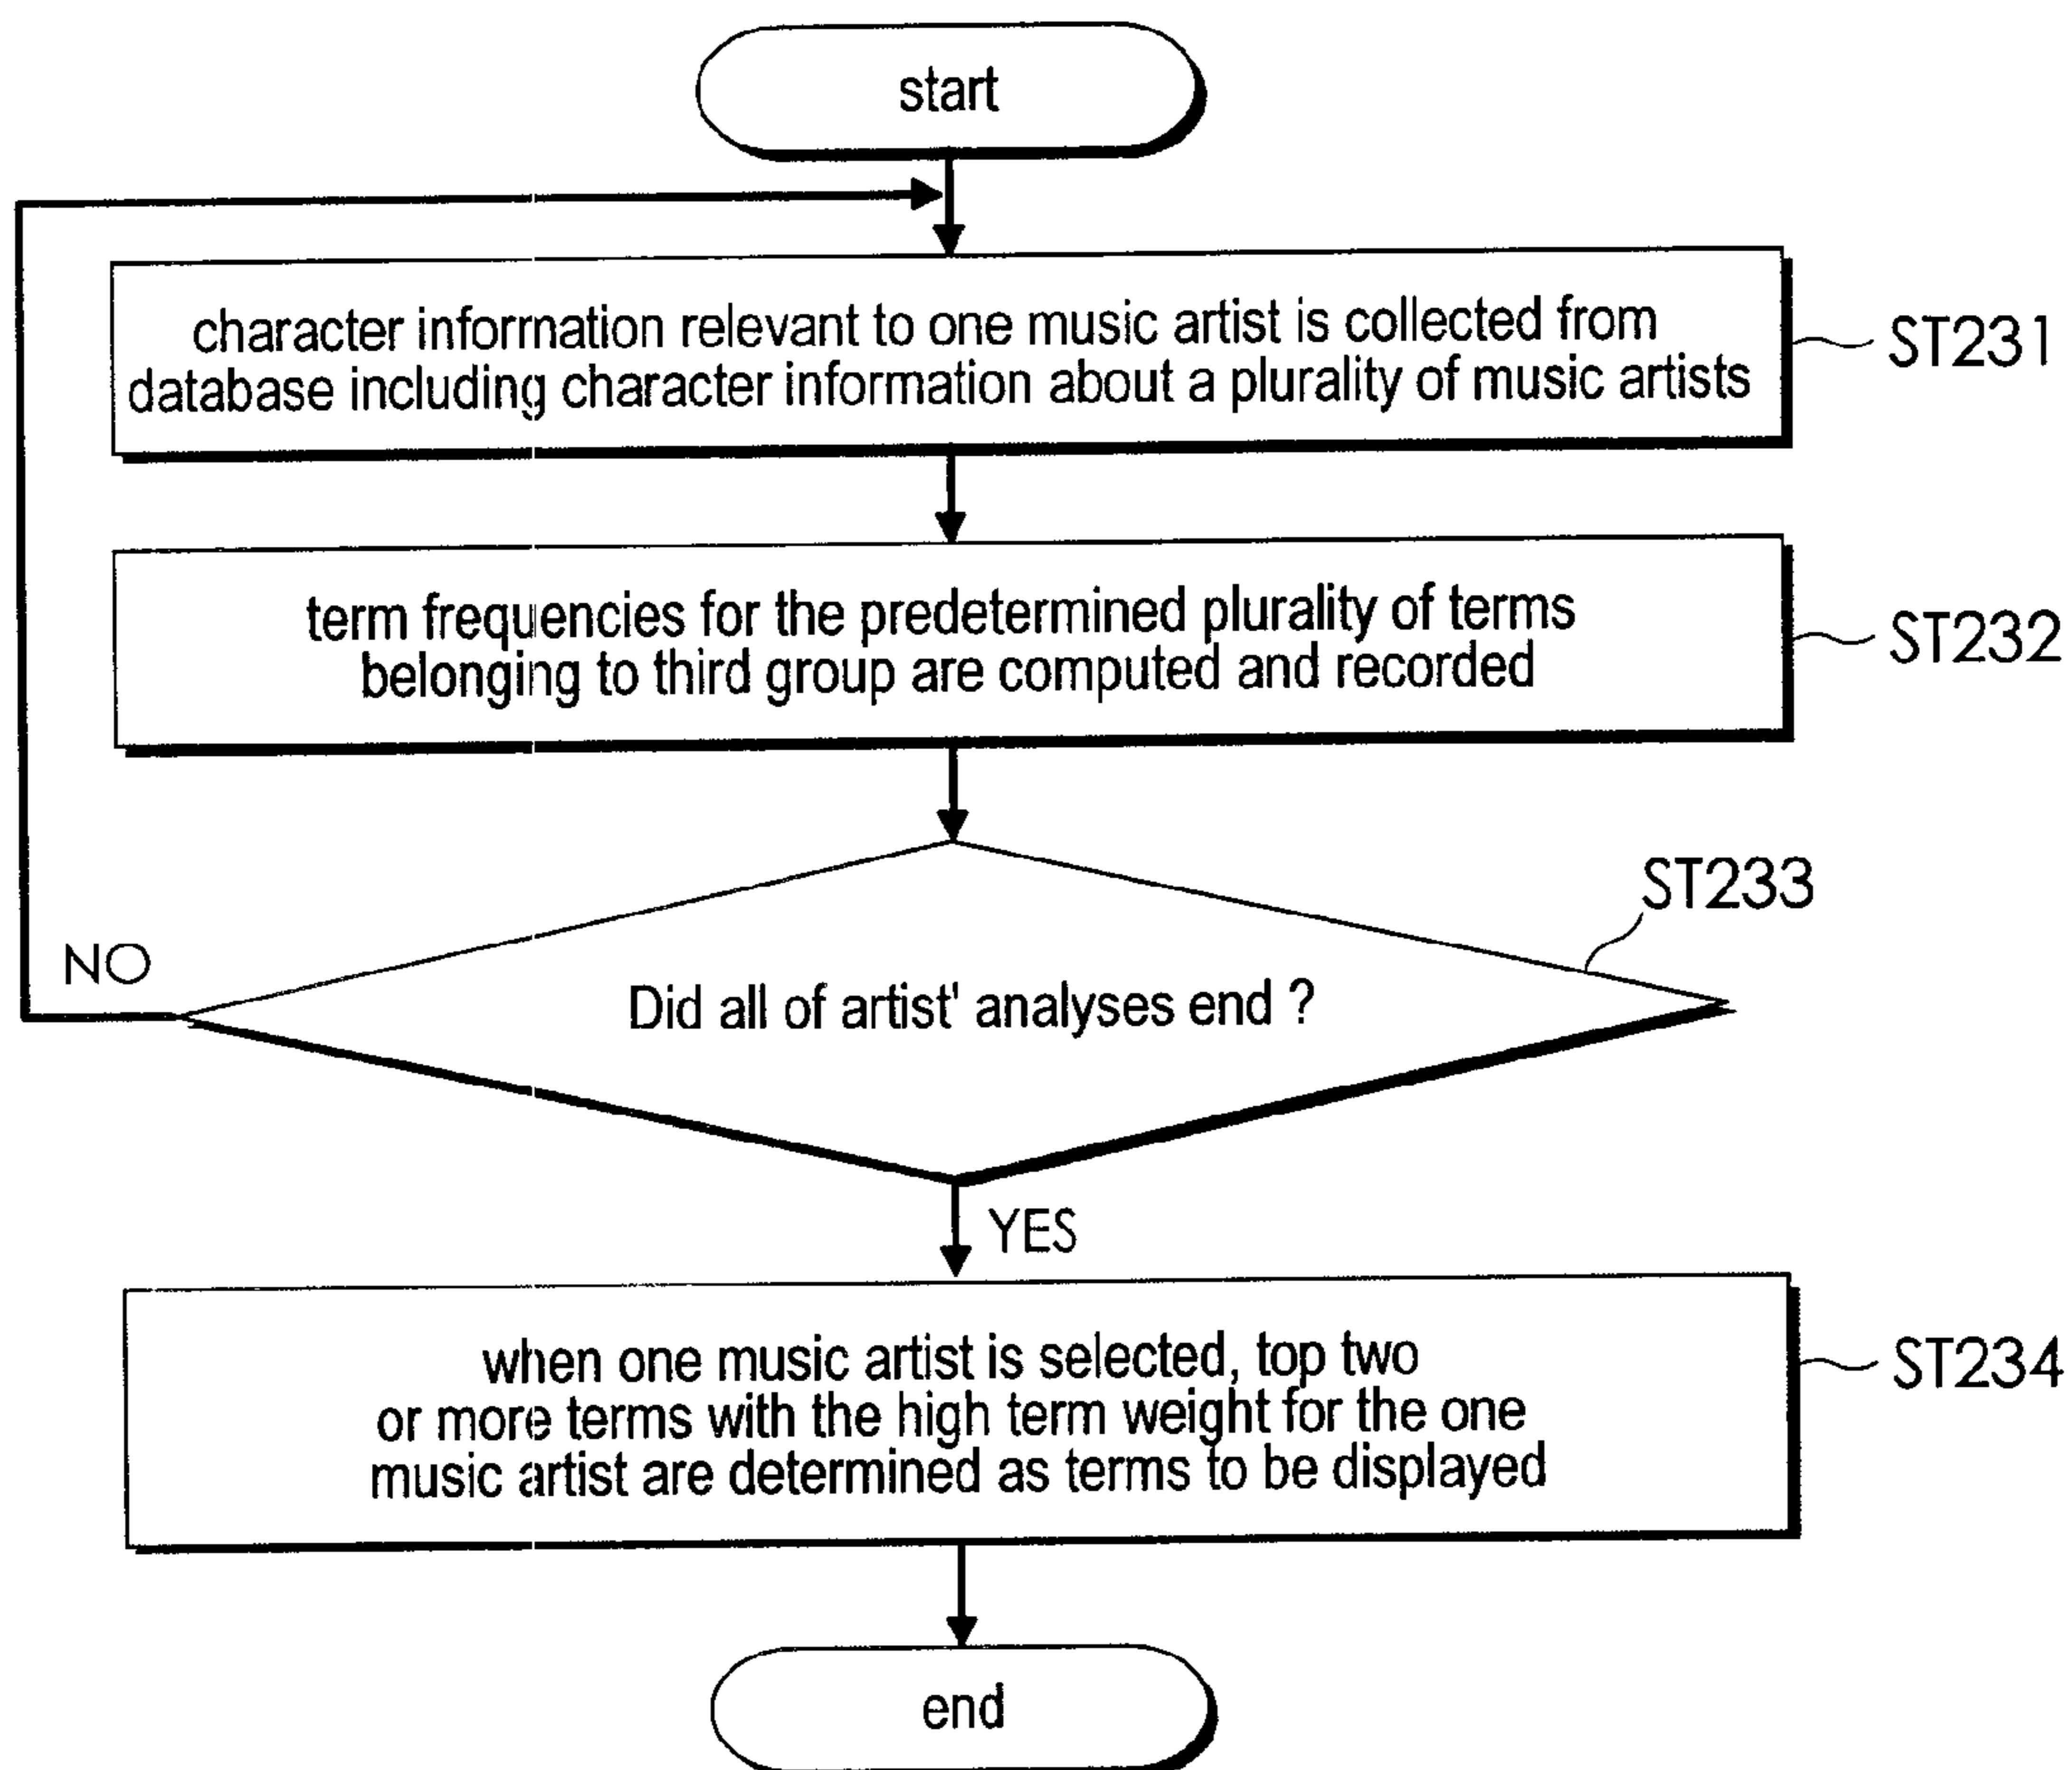 start
character information relevant to one music artist is collected from
database including character information about a plurality of music artists
ST231
term frequencies for the predetermined plurality of terms
belonging to third group are computed and recorded
ST232
ST233
NO
Did all of artist' analyses end ?
YES
when one music artist is selected, top two
or more terms with the high term weight for the one
music artist are determined as terms to be displayed
ST234
end